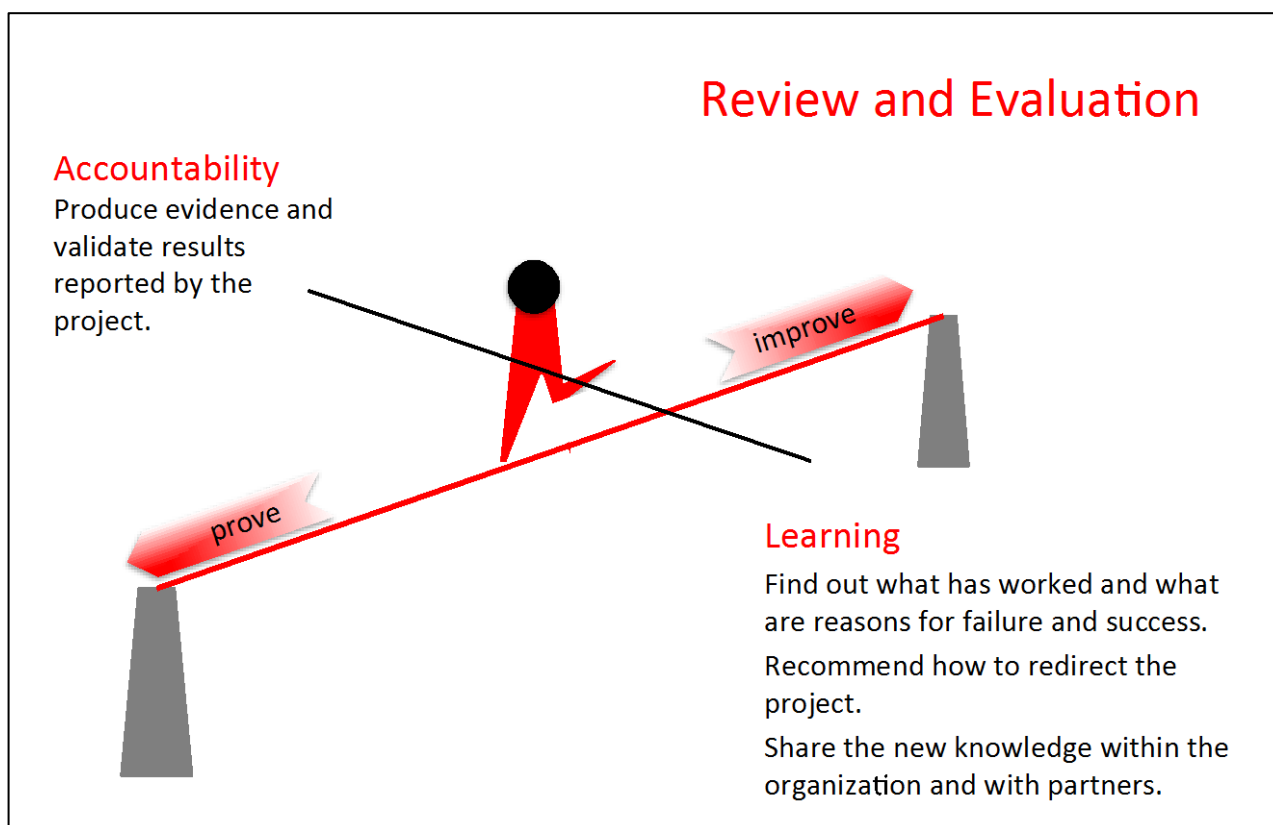 Review and Evaluation
Accountability
Produce evidence and
validate results
reported by the
project.
improve
prove
Learning
Find out what has worked and what
are reasons for failure and success.
Recommend how to redirect the
project.
Share the new knowledge within the
organization and with partners.